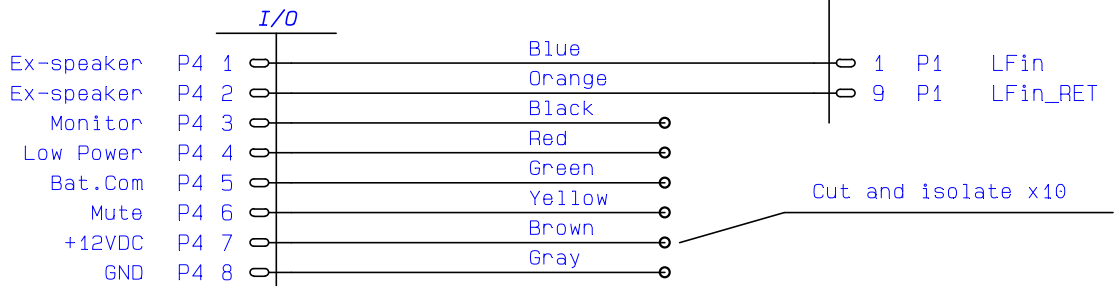 I/O
Blue
Ex-speaker P4 1 1 P1 LFin
Orange
Ex-speaker P4 2 9 P1 LFin_RET
Black
Monitor P4 3
Red
Low Power P4 4
Green
Bat.Com P4 5
Yellow
Cut and isolate x10
Mute P4 6
Brown
+12VDC P4 7
Gray
GND P4 8